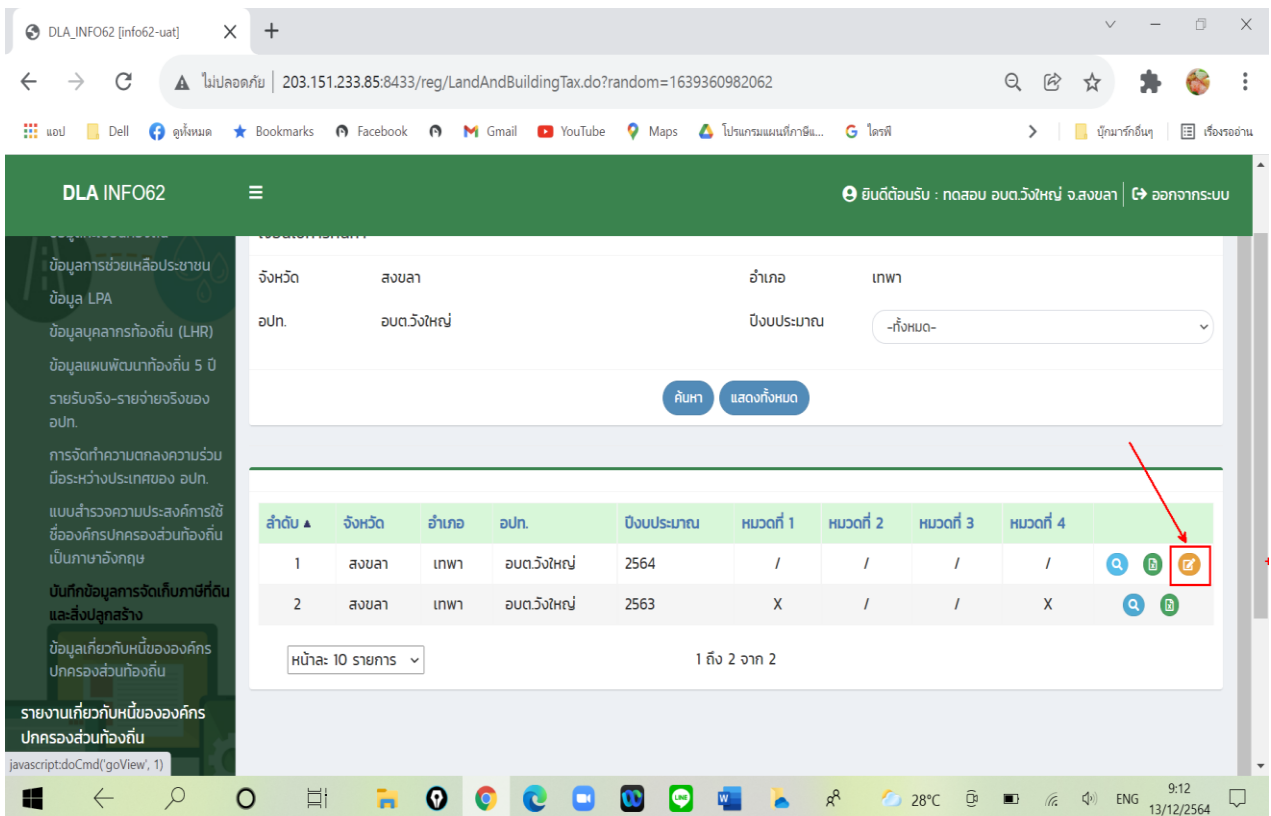 DLA_INFO62 [info62-uat]
ไม่ปลอดภัย 203.151.233.85:8433/reg/LandAndBuildingTax.do?random=1639360982062
แอป Dell ดูทั้งหมด Bookmarks Facebook Gmail YouTube Maps โปรแกรมแผนที่ภาษี... ไดรฟ์ บุ๊กมาร์กอื่นๆ เรื่องรออ่าน
DLA INFO62 ยินดีต้อนรับ : ทดสอบ อบต.วังใหญ่ จ.สงขลา ออกจากระบบ
ข้อมูลการช่วยเหลือประชาชน
ข้อมูล LPA
ข้อมูลบุคลากรท้องถิ่น (LHR)
ข้อมูลแผนพัฒนาท้องถิ่น 5 ปี
รายรับจริง-รายจ่ายจริงของ
อปท.
การจัดทำความตกลงความร่วม
มือระหว่างประเทศของ อปท.
แบบสำรวจความประสงค์การใช้
ชื่อองค์กรปกครองส่วนท้องถิ่น
เป็นภาษาอังกฤษ
บันทึกข้อมูลการจัดเก็บภาษีที่ดิน
และสิ่งปลูกสร้าง
ข้อมูลเกี่ยวกับหนี้ขององค์กร
ปกครองส่วนท้องถิ่น
รายงานเกี่ยวกับหนี้ขององค์กร
ปกครองส่วนท้องถิ่น
จังหวัด สงขลา อำเภอ เทพา
อปท. อบต.วังใหญ่ ปีงบประมาณ -ทั้งหมด-
ค้นหา แสดงทั้งหมด
ลำดับ จังหวัด อำเภอ อปท. ปีงบประมาณ หมวดที่ 1 หมวดที่ 2 หมวดที่ 3 หมวดที่ 4
1 สงขลา เทพา อบต.วังใหญ่ 2564 / / / /
2 สงขลา เทพา อบต.วังใหญ่ 2563 X / / X
หน้าละ 10 รายการ 1 ถึง 2 จาก 2
javascript:doCmd('goView', 1)
28°C ENG 9:12
13/12/2564